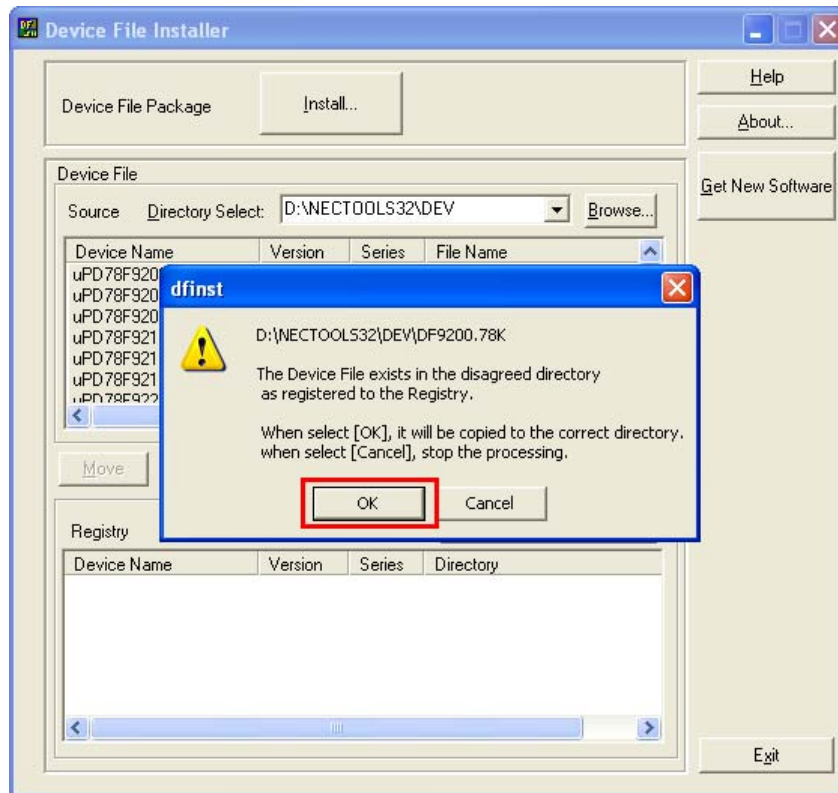 Device File Installer
Device File Package
Install...
Help
About...
Get New Software
Device File
Source Directory Select: D:\NECTOOLS32\DEV Browse...
Device Name Version Series File Name
uPD78F920
uPD78F920
uPD78F920
uPD78F921
uPD78F921
uPD78F921
uPD78F922
dfinst
D:\NECTOOLS32\DEV\DF9200.78K
The Device File exists in the disagreed directory
as registered to the Registry.
When select [OK], it will be copied to the correct directory.
when select [Cancel], stop the processing.
OK Cancel
Move
Registry
Device Name Version Series Directory
Exit